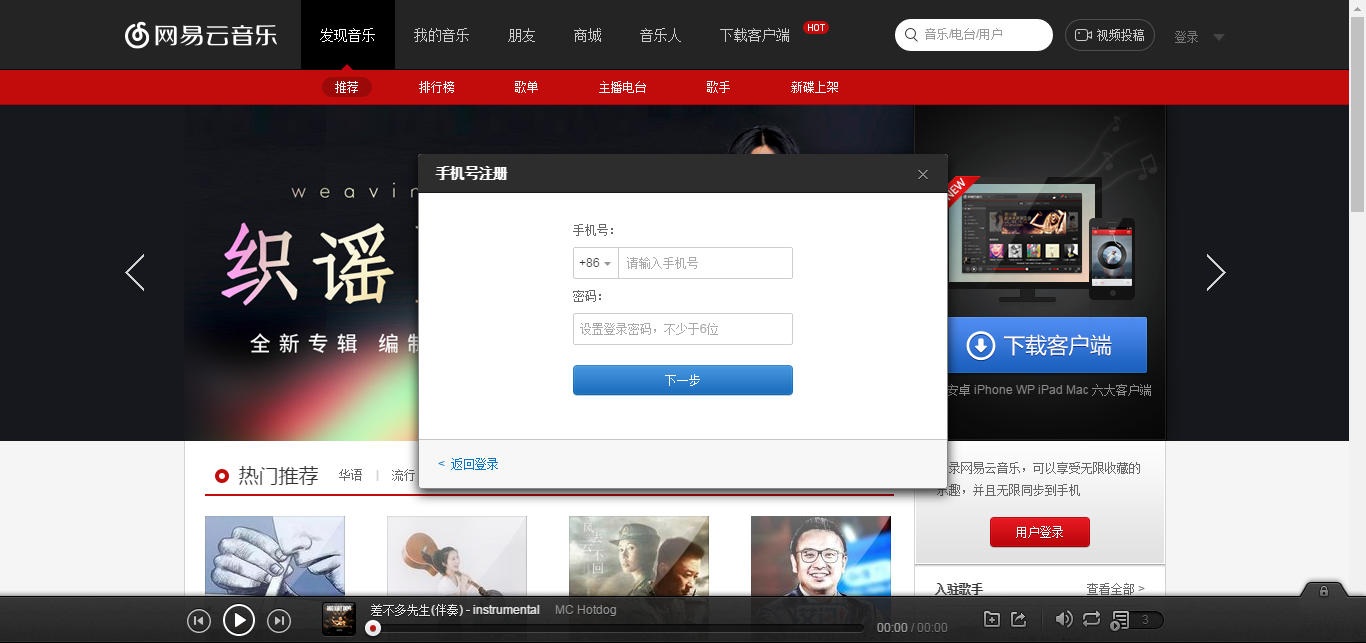 网易云音乐
发现音乐
我的音乐
朋友
商城
音乐人
下载客户端
HOT
音乐/电台/用户
视频投稿
登录
推荐
排行榜
歌单
主播电台
歌手
新碟上架
weavin
织谣
全新专辑 编制
手机号注册
手机号：
+86
请输入手机号
密码：
设置登录密码，不少于6位
下一步
< 返回登录
NEW
下载客户端
安卓 iPhone WP iPad Mac 六大客户端
热门推荐
华语
流行
录网易云音乐，可以享受无限收藏的
乐趣，并且无限同步到手机
用户登录
入驻歌手
查看全部 >
差不多先生(伴奏) - instrumental
MC Hotdog
00:00 / 00:00
3